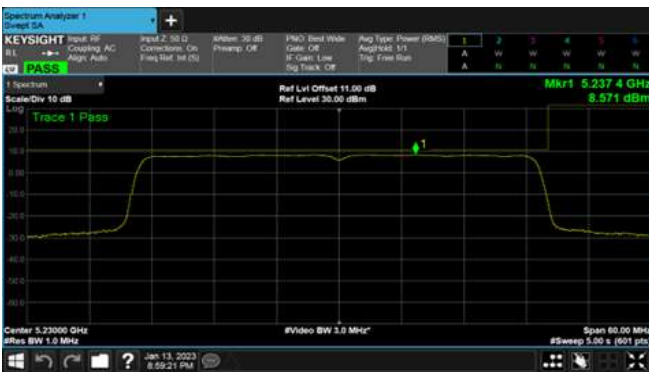 Spectrum Analyzer 1
Swept SA
+
KEYSIGHT
RL
Input: RF
Coupling: AC
Align: Auto
Input Z: 50 Ω
Corrections: On
Freq Ref: Int (S)
#Atten: 30 dB
Preamp: Off
PNO: Best Wide
Gate: Off
IF Gain: Low
Sig Track: Off
Avg Type: Power (RMS)
Avg|Hold: 1/1
Trig: Free Run
1 2 3 4 5 6
A W W W W W
A N N N N N
PASS
1 Spectrum
Scale/Div 10 dB
Ref Lvl Offset 11.00 dB
Ref Level 30.00 dBm
Mkr1 5.237 4 GHz
8.571 dBm
Log
Trace 1 Pass
1
20.0
10.0
0.00
-10.0
-20.0
-30.0
-40.0
-50.0
-60.0
Center 5.23000 GHz
#Video BW 3.0 MHz*
Span 60.00 MHz
#Res BW 1.0 MHz
#Sweep 5.00 s (601 pts)
?
Jan 13, 2023
8:59:21 PM